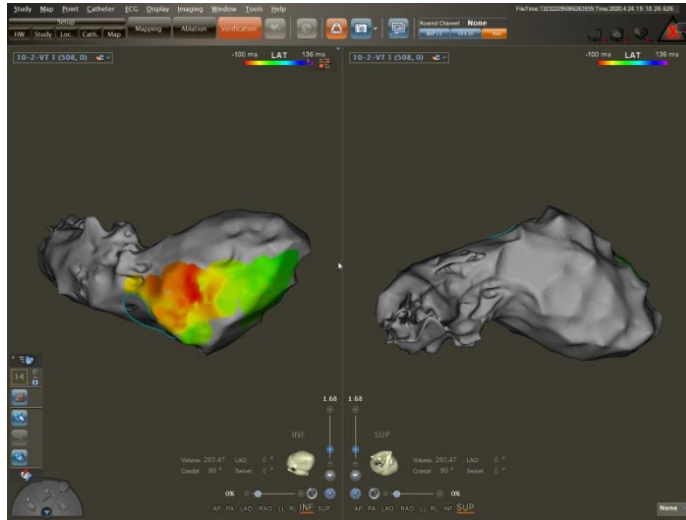 Study Map Point Catheter ECG Display Imaging Window Tools Help
Setup
HW Study Loc. Cath. Map
Mapping Ablation Verification
Routed Channel None
10-2-VT I (508, 0)
-100 ms LAT 136 ms
10-2-VT I (508, 0)
-100 ms LAT 136 ms
14
1.68
1.68
INF
SUP
Volume: 263.47 LAO: 0 °
Caudal: 90 ° Swivel: 0 °
Volume: 263.47 LAO: 0 °
Cranial: 90 ° Swivel: 0 °
0%
0%
AP PA LAO RAO LL RL INF SUP
AP PA LAO RAO LL RL INF SUP
None